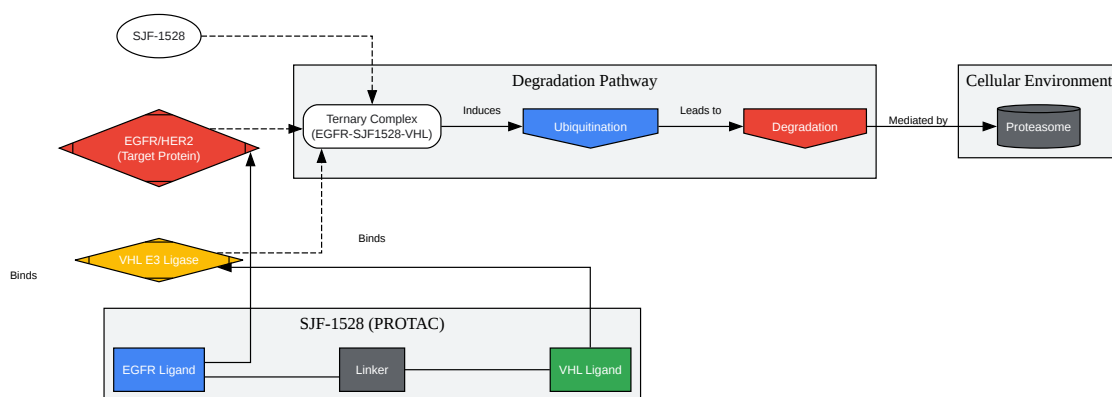 SJF-1528
Degradation Pathway
Cellular Environment
EGFR/HER2
(Target Protein)
Ternary Complex
(EGFR-SJF1528-VHL)
Induces
Ubiquitination
Leads to
Degradation
Mediated by
Proteasome
VHL E3 Ligase
Binds
Binds
SJF-1528 (PROTAC)
EGFR Ligand
Linker
VHL Ligand